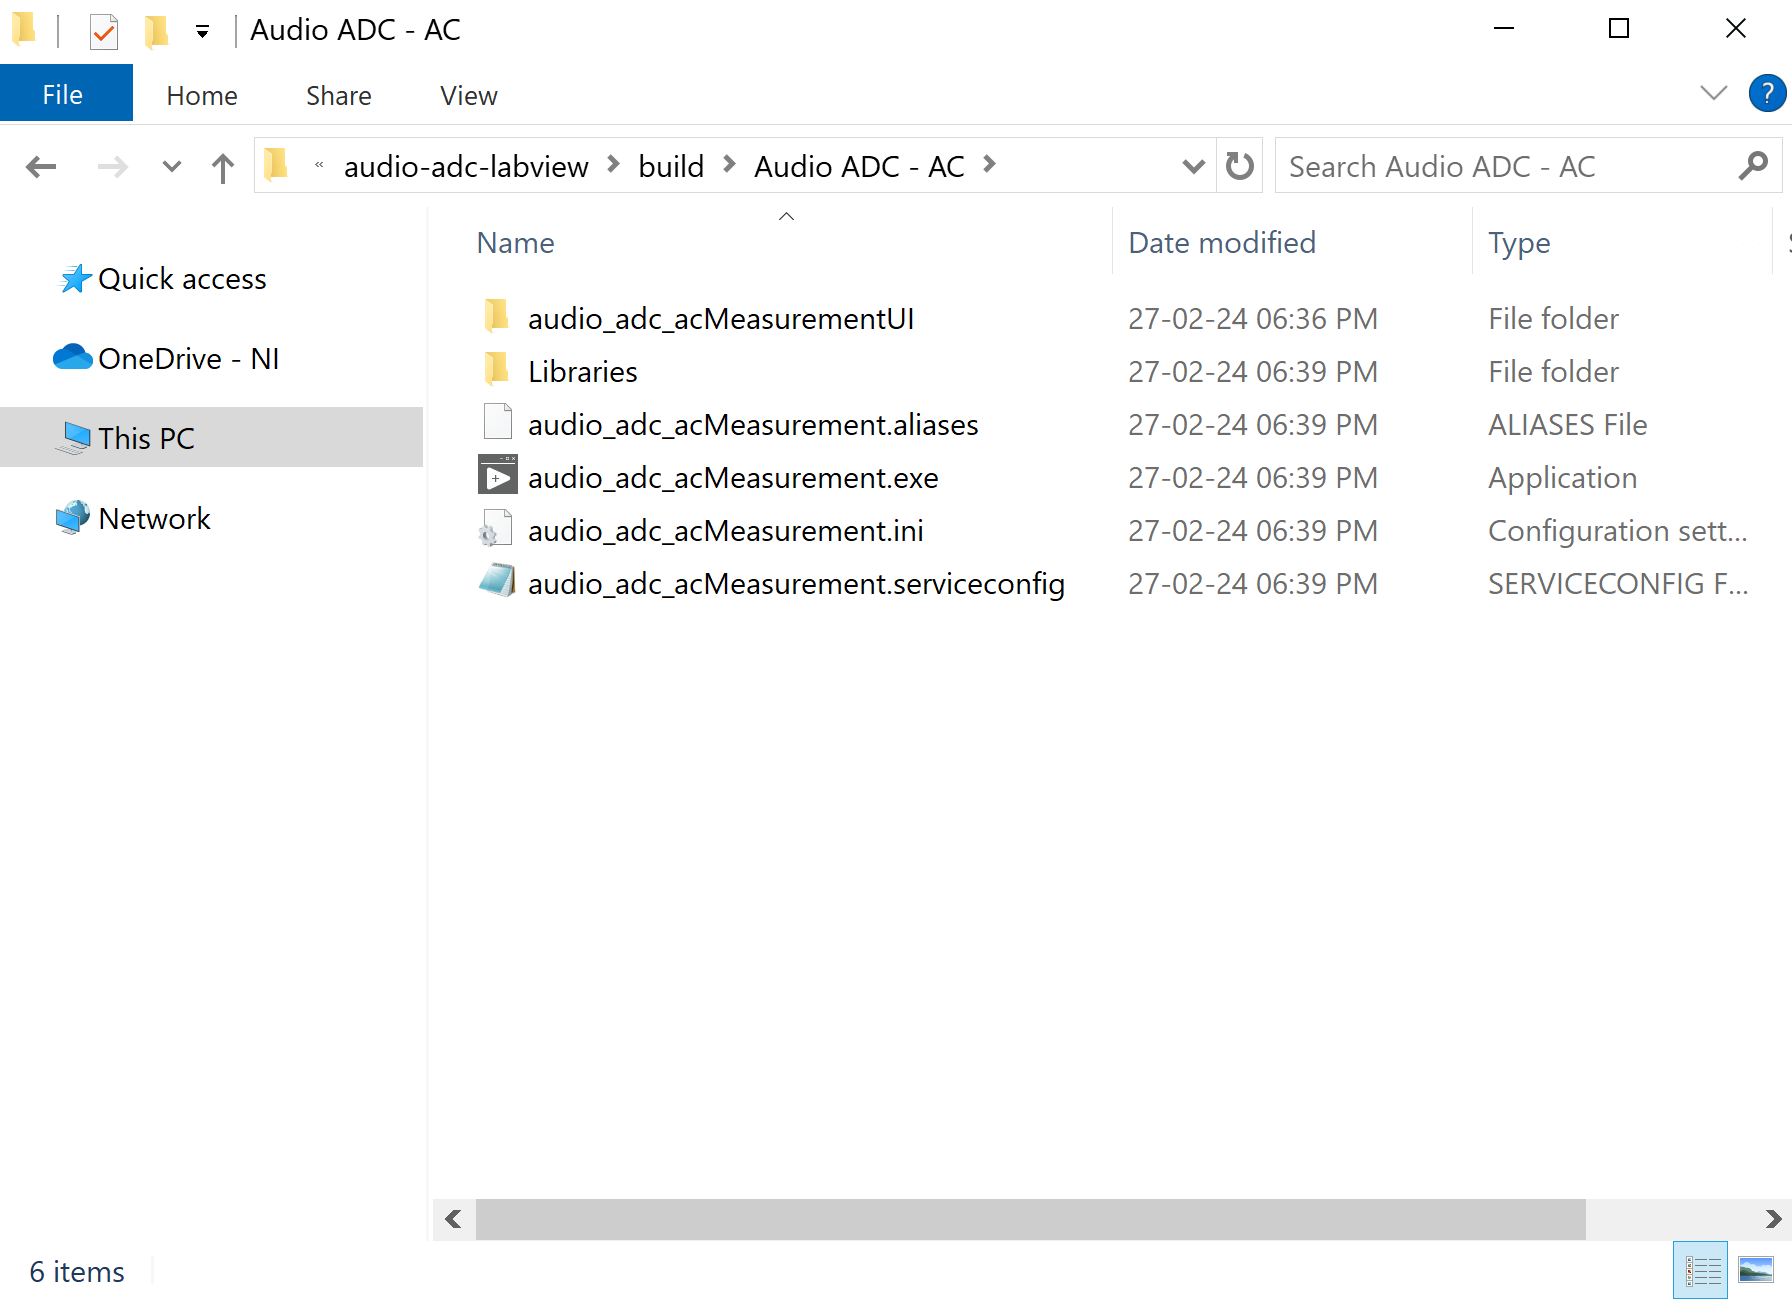 Audio ADC - AC
File Home Share View ?
« audio-adc-labview > build > Audio ADC - AC > Search Audio ADC - AC
Name Date modified Type
Quick access
OneDrive - NI
This PC
Network
audio_adc_acMeasurementUI 27-02-24 06:36 PM File folder
Libraries 27-02-24 06:39 PM File folder
audio_adc_acMeasurement.aliases 27-02-24 06:39 PM ALIASES File
audio_adc_acMeasurement.exe 27-02-24 06:39 PM Application
audio_adc_acMeasurement.ini 27-02-24 06:39 PM Configuration sett...
audio_adc_acMeasurement.serviceconfig 27-02-24 06:39 PM SERVICECONFIG F...
6 items